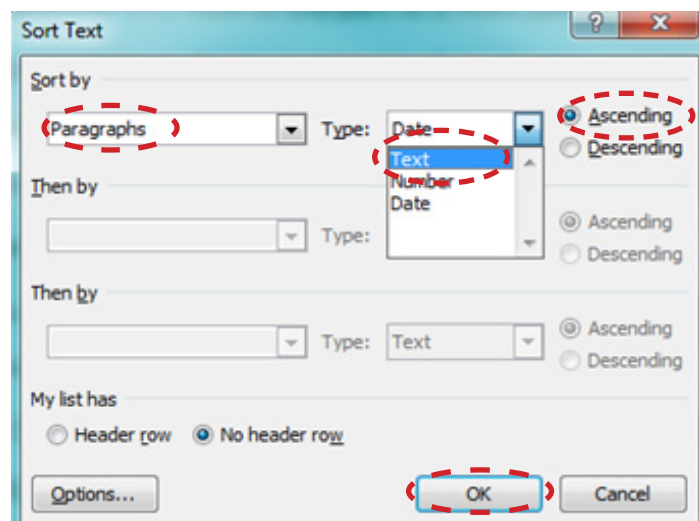 Sort Text
Sort by
Paragraphs Type: Date Ascending
Text Descending
Number
Date
Then by
Type: Ascending
Descending
Then by
Type: Text Ascending
Descending
My list has
Header row No header row
Options... OK Cancel